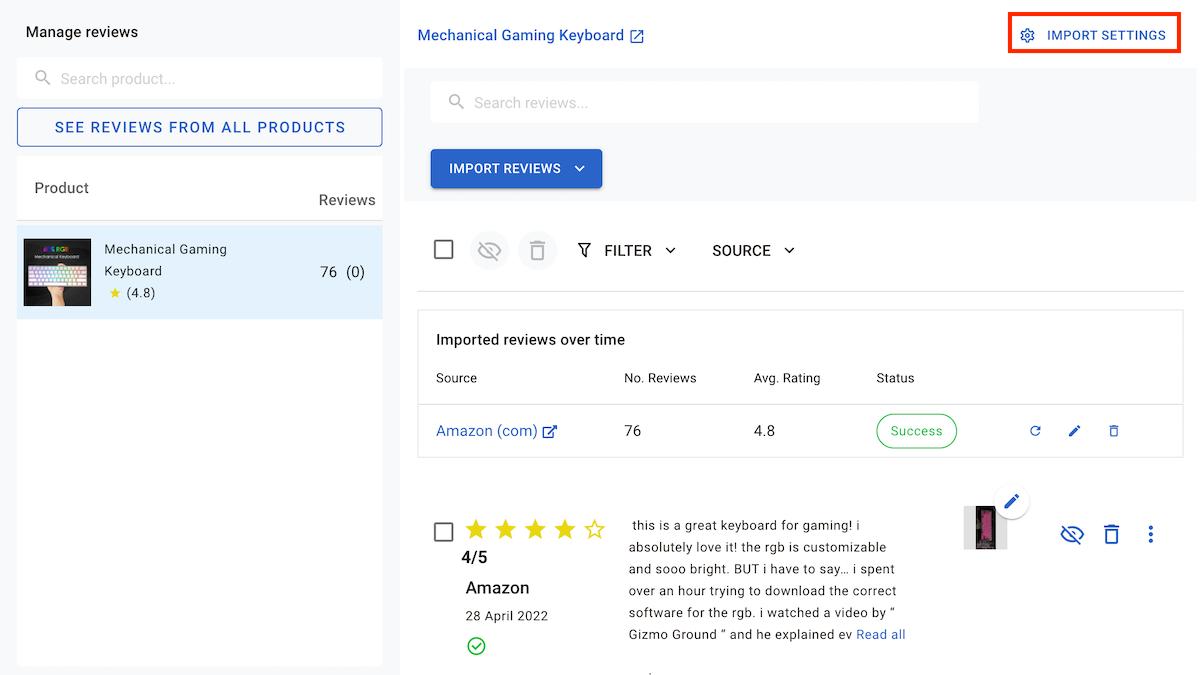 Manage reviews
Search product...
SEE REVIEWS FROM ALL PRODUCTS
Product
Reviews
RGB
Mechanical Keyboard
Mechanical Gaming
Keyboard
(4.8)
76 (0)
Mechanical Gaming Keyboard
IMPORT SETTINGS
Search reviews...
IMPORT REVIEWS
FILTER
SOURCE
Imported reviews over time
Source No. Reviews Avg. Rating Status
Amazon (com) 76 4.8 Success
4/5
Amazon
28 April 2022
this is a great keyboard for gaming! i
absolutely love it! the rgb is customizable
and sooo bright. BUT i have to say… i spent
over an hour trying to download the correct
software for the rgb. i watched a video by “
Gizmo Ground “ and he explained ev Read all